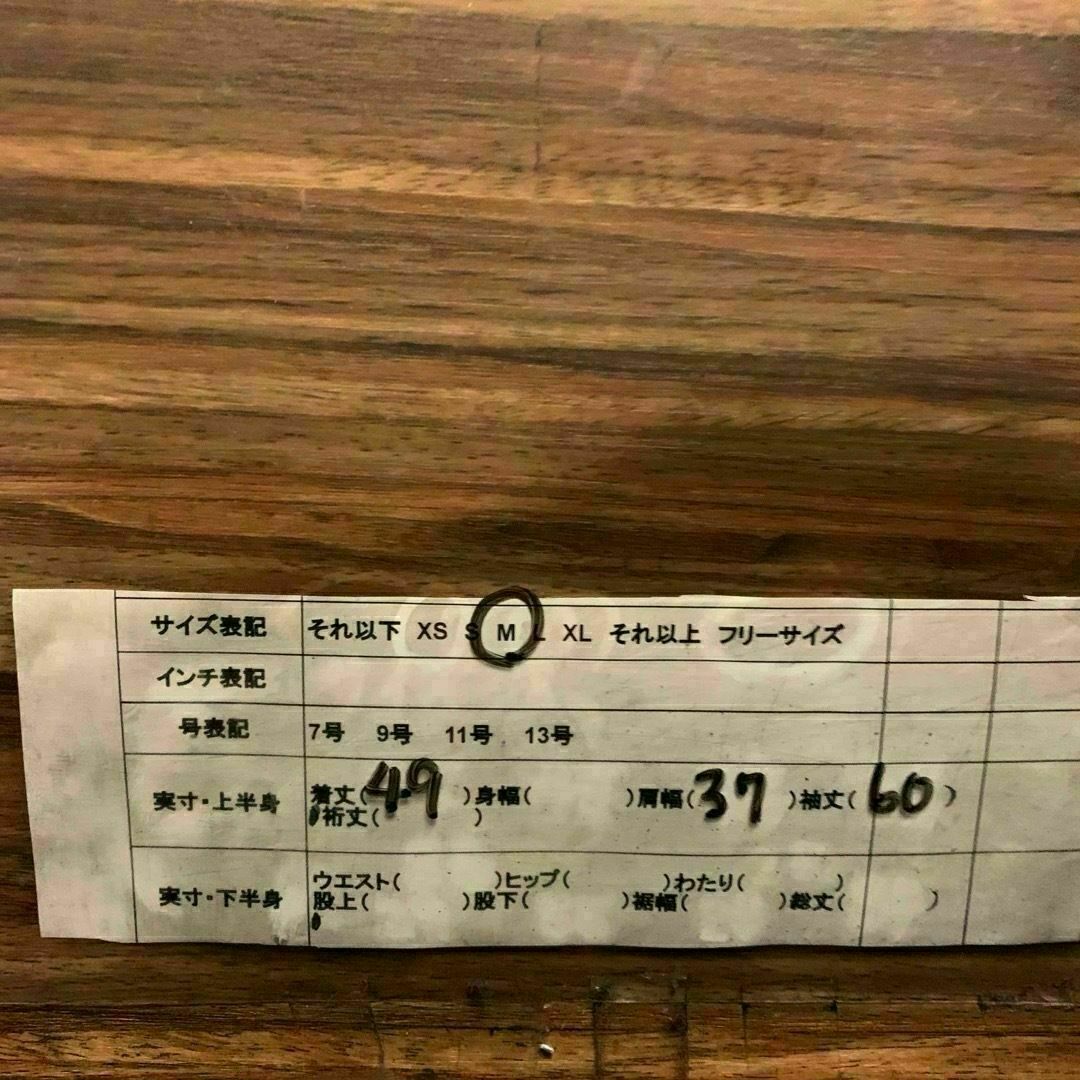 サイズ表記 それ以下 XS S M L XL それ以上 フリーサイズ
インチ表記
号表記 7号 9号 11号 13号
実寸・上半身 着丈(49)身幅( )肩幅(37)袖丈(60)
裄丈( )
実寸・下半身 ウエスト( )ヒップ( )わたり( )
股上( )股下( )裾幅( )総丈( )